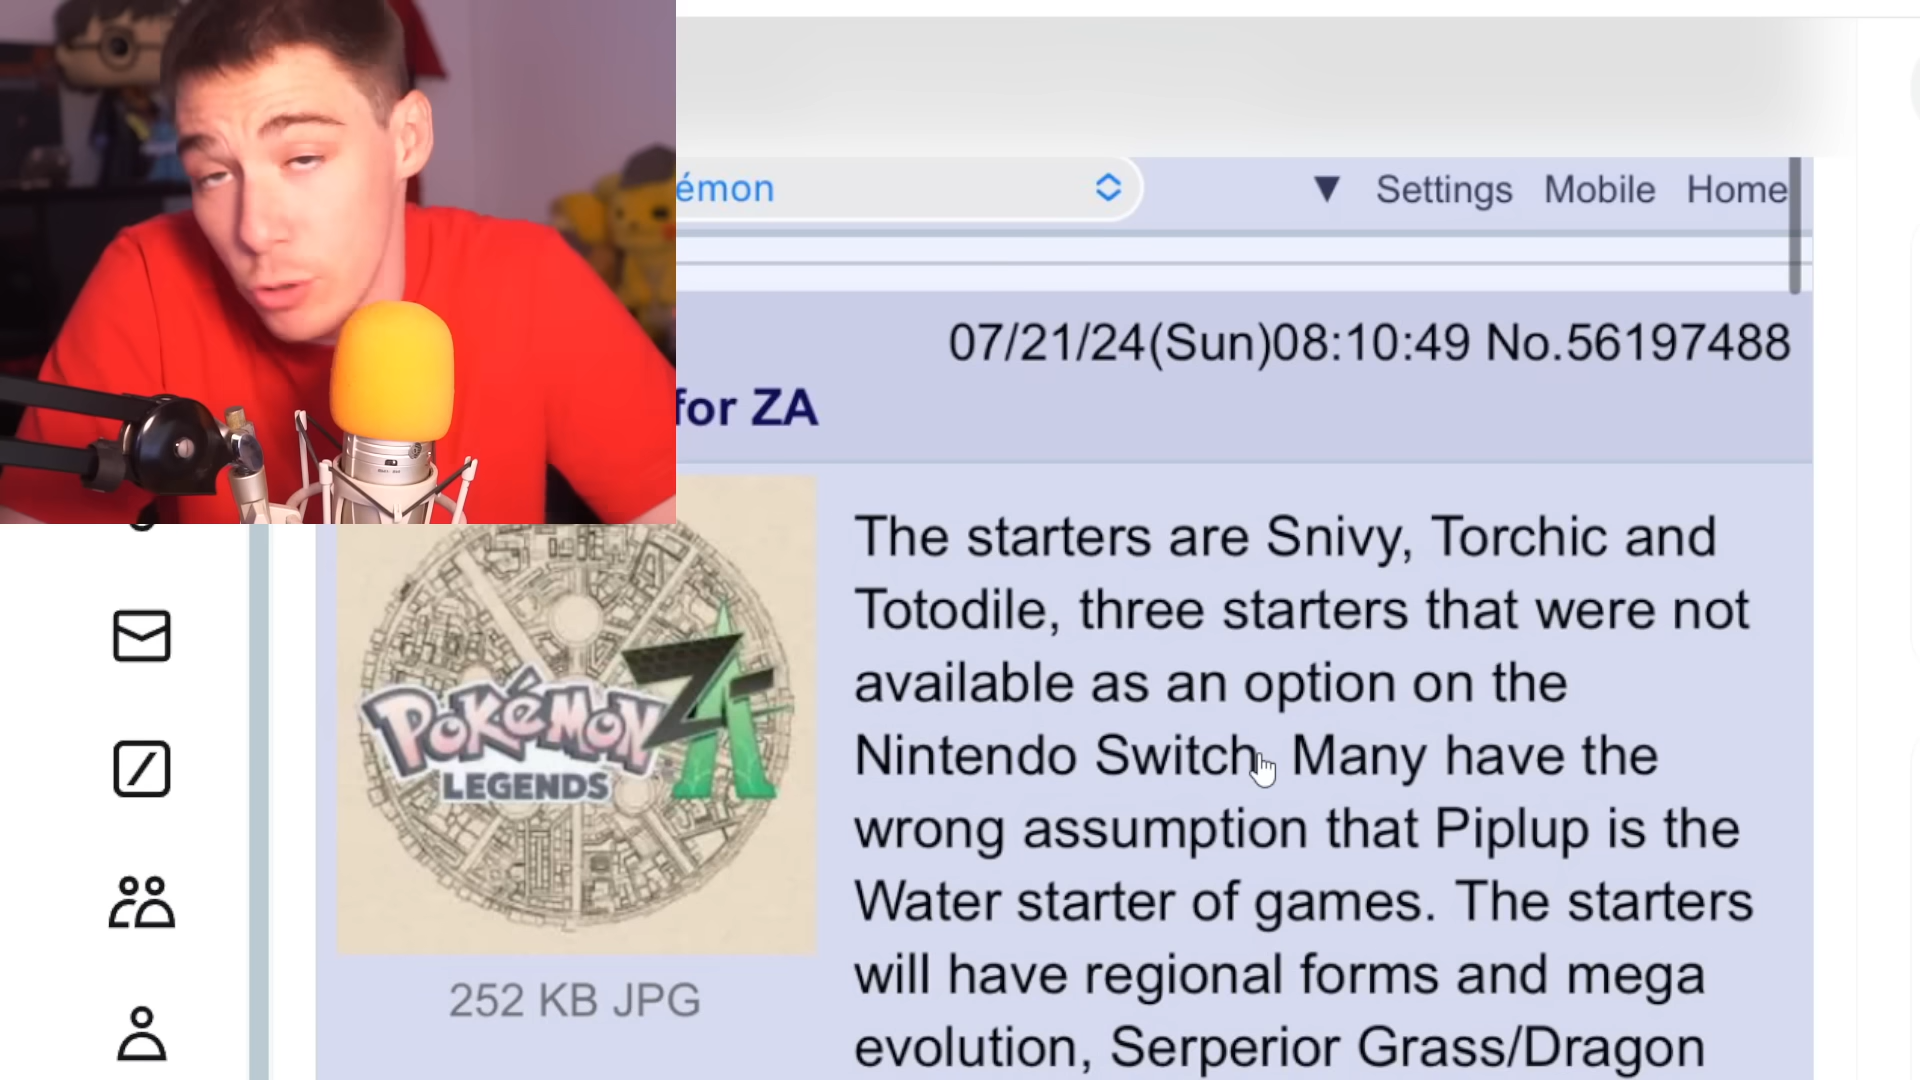 émon
▼ Settings Mobile Home
07/21/24(Sun)08:10:49 No.56197488
for ZA
The starters are Snivy, Torchic and
Totodile, three starters that were not
available as an option on the
Nintendo Switch. Many have the
wrong assumption that Piplup is the
Water starter of games. The starters
will have regional forms and mega
evolution, Serperior Grass/Dragon
POKéMON
LEGENDS
ZA
252 KB JPG